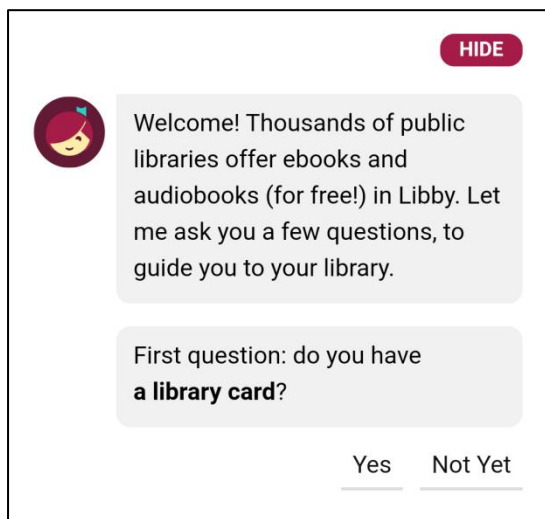 HIDE
Welcome! Thousands of public
libraries offer ebooks and
audiobooks (for free!) in Libby. Let
me ask you a few questions, to
guide you to your library.
First question: do you have
a library card?
Yes Not Yet